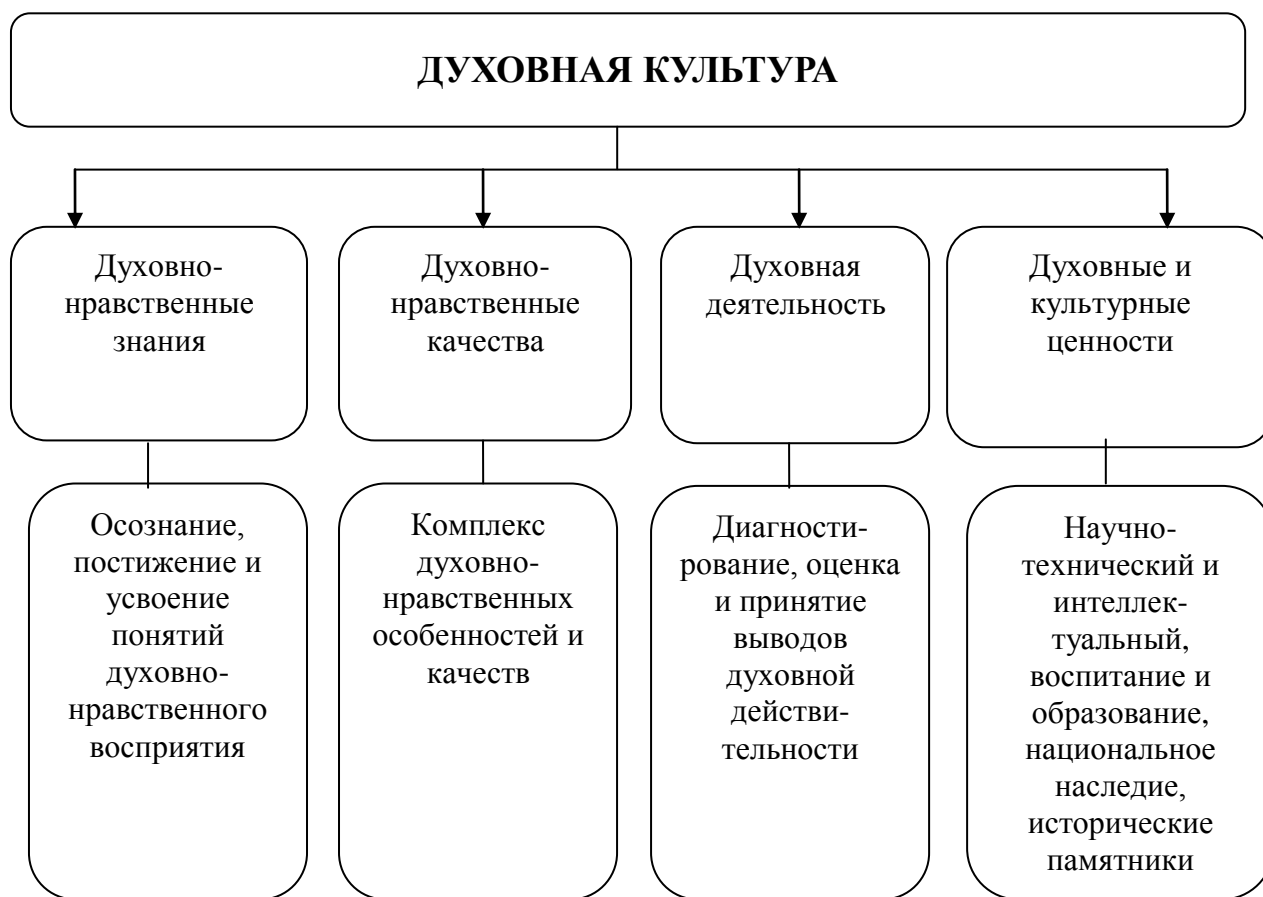 ДУХОВНАЯ КУЛЬТУРА
Духовно-
нравственные
знания
Духовно-
нравственные
качества
Духовная
деятельность
Духовные и
культурные
ценности
Осознание,
постижение и
усвоение
понятий
духовно-
нравственного
восприятия
Комплекс
духовно-
нравственных
особенностей и
качеств
Диагности-
рование, оценка
и принятие
выводов
духовной
действи-
тельности
Научно-
технический и
интеллек-
туальный,
воспитание и
образование,
национальное
наследие,
исторические
памятники